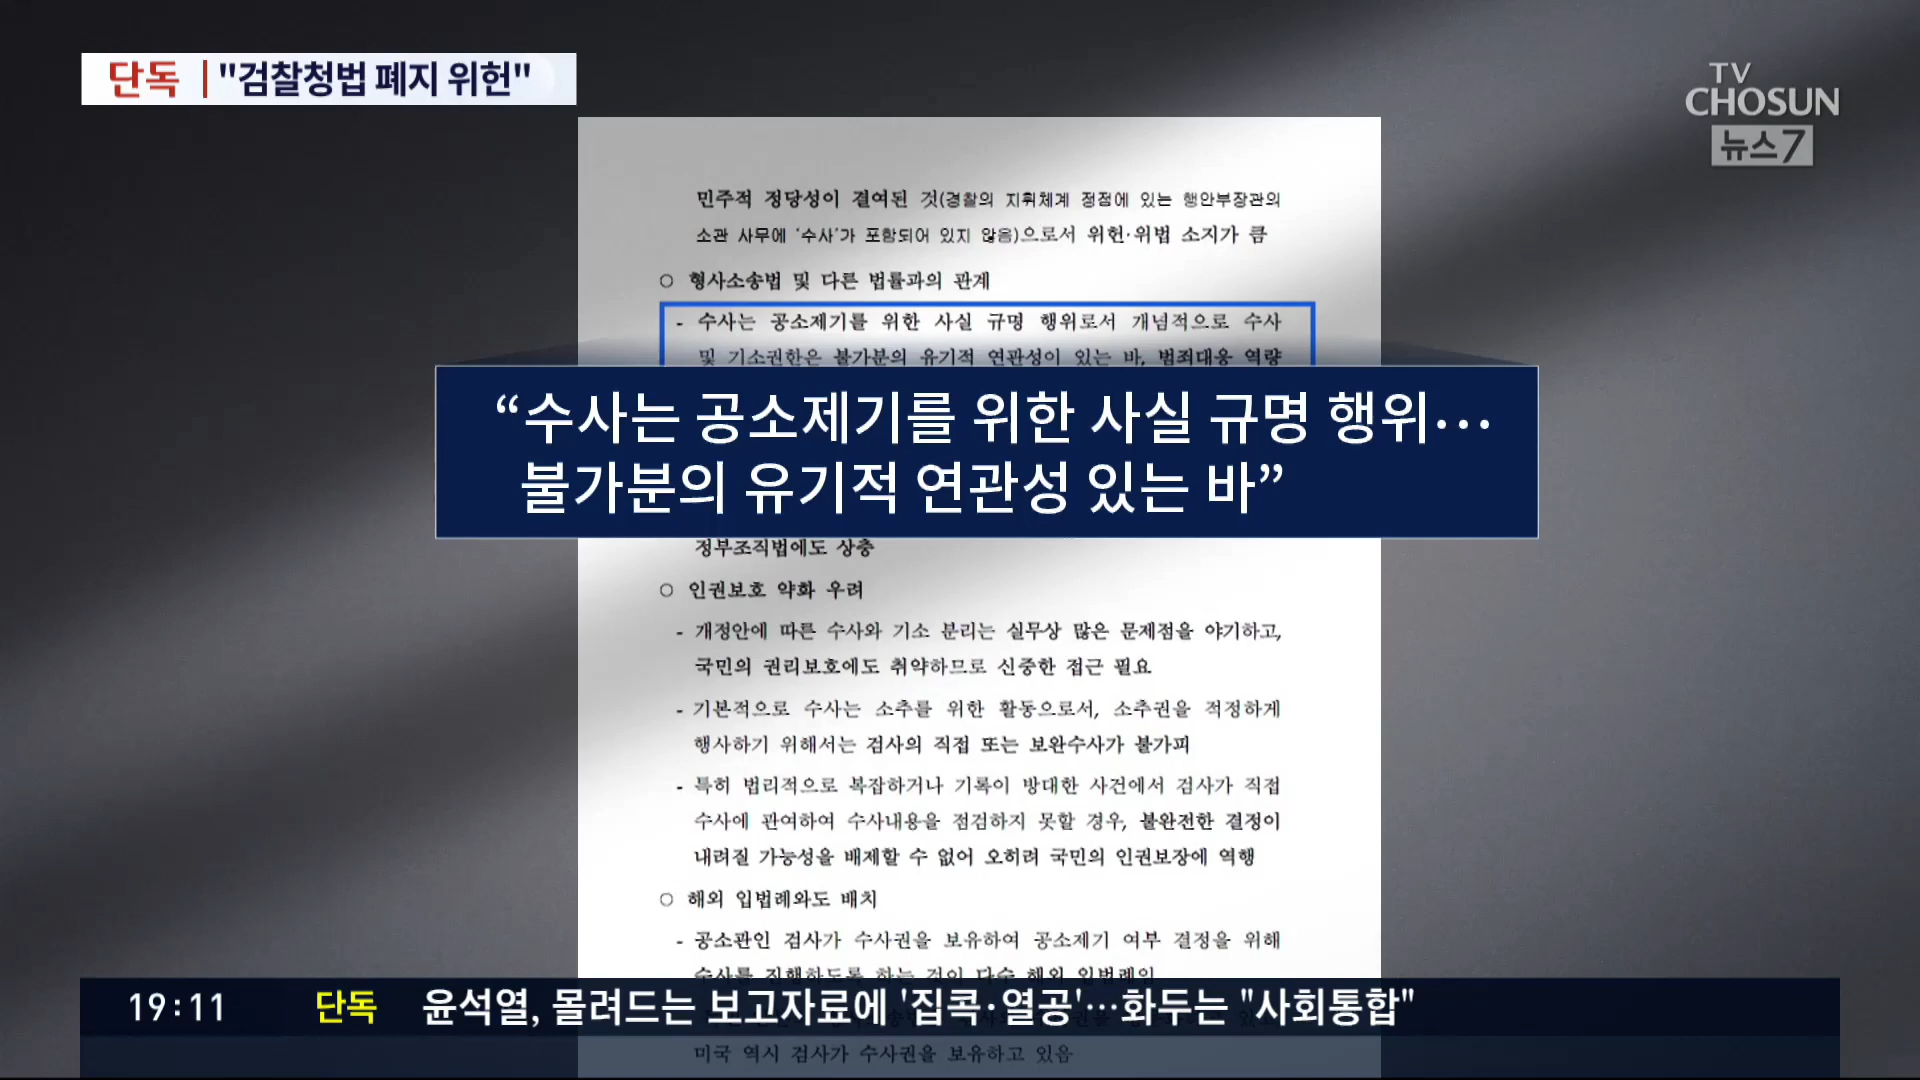 단독 "검찰청법 폐지 위헌"
TV
CHOSUN
뉴스7
민주적 정당성이 결여된 것(경찰의 지휘체계 정점에 있는 행안부장관의
소관 사무에 '수사'가 포함되어 있지 않음)으로서 위헌·위법 소지가 큼
○ 형사소송법 및 다른 법률과의 관계
- 수사는 공소제기를 위한 사실 규명 행위로서 개념적으로 수사
및 기소권한은 불가분의 유기적 연관성이 있는 바, 범죄대응 역량
“수사는 공소제기를 위한 사실 규명 행위…
불가분의 유기적 연관성 있는 바”
정부조직법에도 상충
○ 인권보호 약화 우려
- 개정안에 따른 수사와 기소 분리는 실무상 많은 문제점을 야기하고,
국민의 권리보호에도 취약하므로 신중한 접근 필요
- 기본적으로 수사는 소추를 위한 활동으로서, 소추권을 적정하게
행사하기 위해서는 검사의 직접 또는 보완수사가 불가피
- 특히 법리적으로 복잡하거나 기록이 방대한 사건에서 검사가 직접
수사에 관여하여 수사내용을 점검하지 못할 경우, 불완전한 결정이
내려질 가능성을 배제할 수 없어 오히려 국민의 인권보장에 역행
○ 해외 입법례와도 배치
- 공소관인 검사가 수사권을 보유하여 공소제기 여부 결정을 위해
수사를 진행하도록 하는 것이 다수 해외 입법례임
19:11 단독 윤석열, 몰려드는 보고자료에 '집콕·열공'…화두는 "사회통합"
미국 역시 검사가 수사권을 보유하고 있음